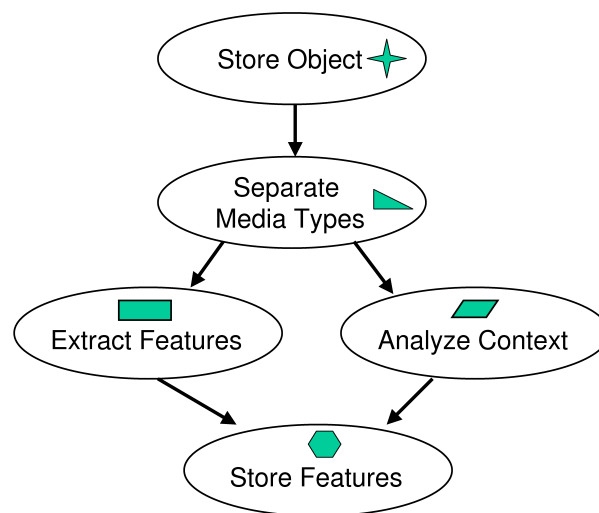 Store Object
Separate
Media Types
Extract Features
Analyze Context
Store Features